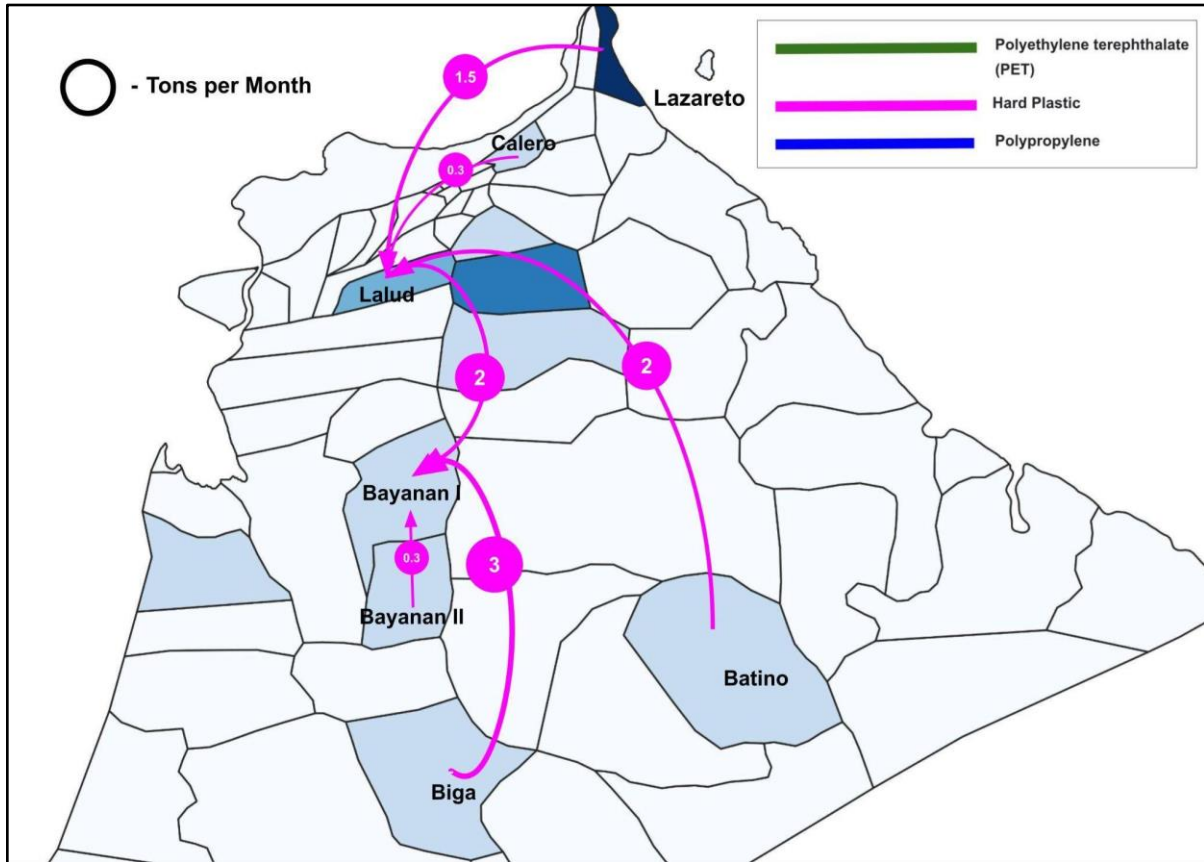 - Tons per Month
Polyethylene terephthalate
(PET)
Hard Plastic
Polypropylene
1.5
Lazareto
Calero
0.3
Lalud
2
2
Bayanan I
0.3
3
Bayanan II
Batino
Biga